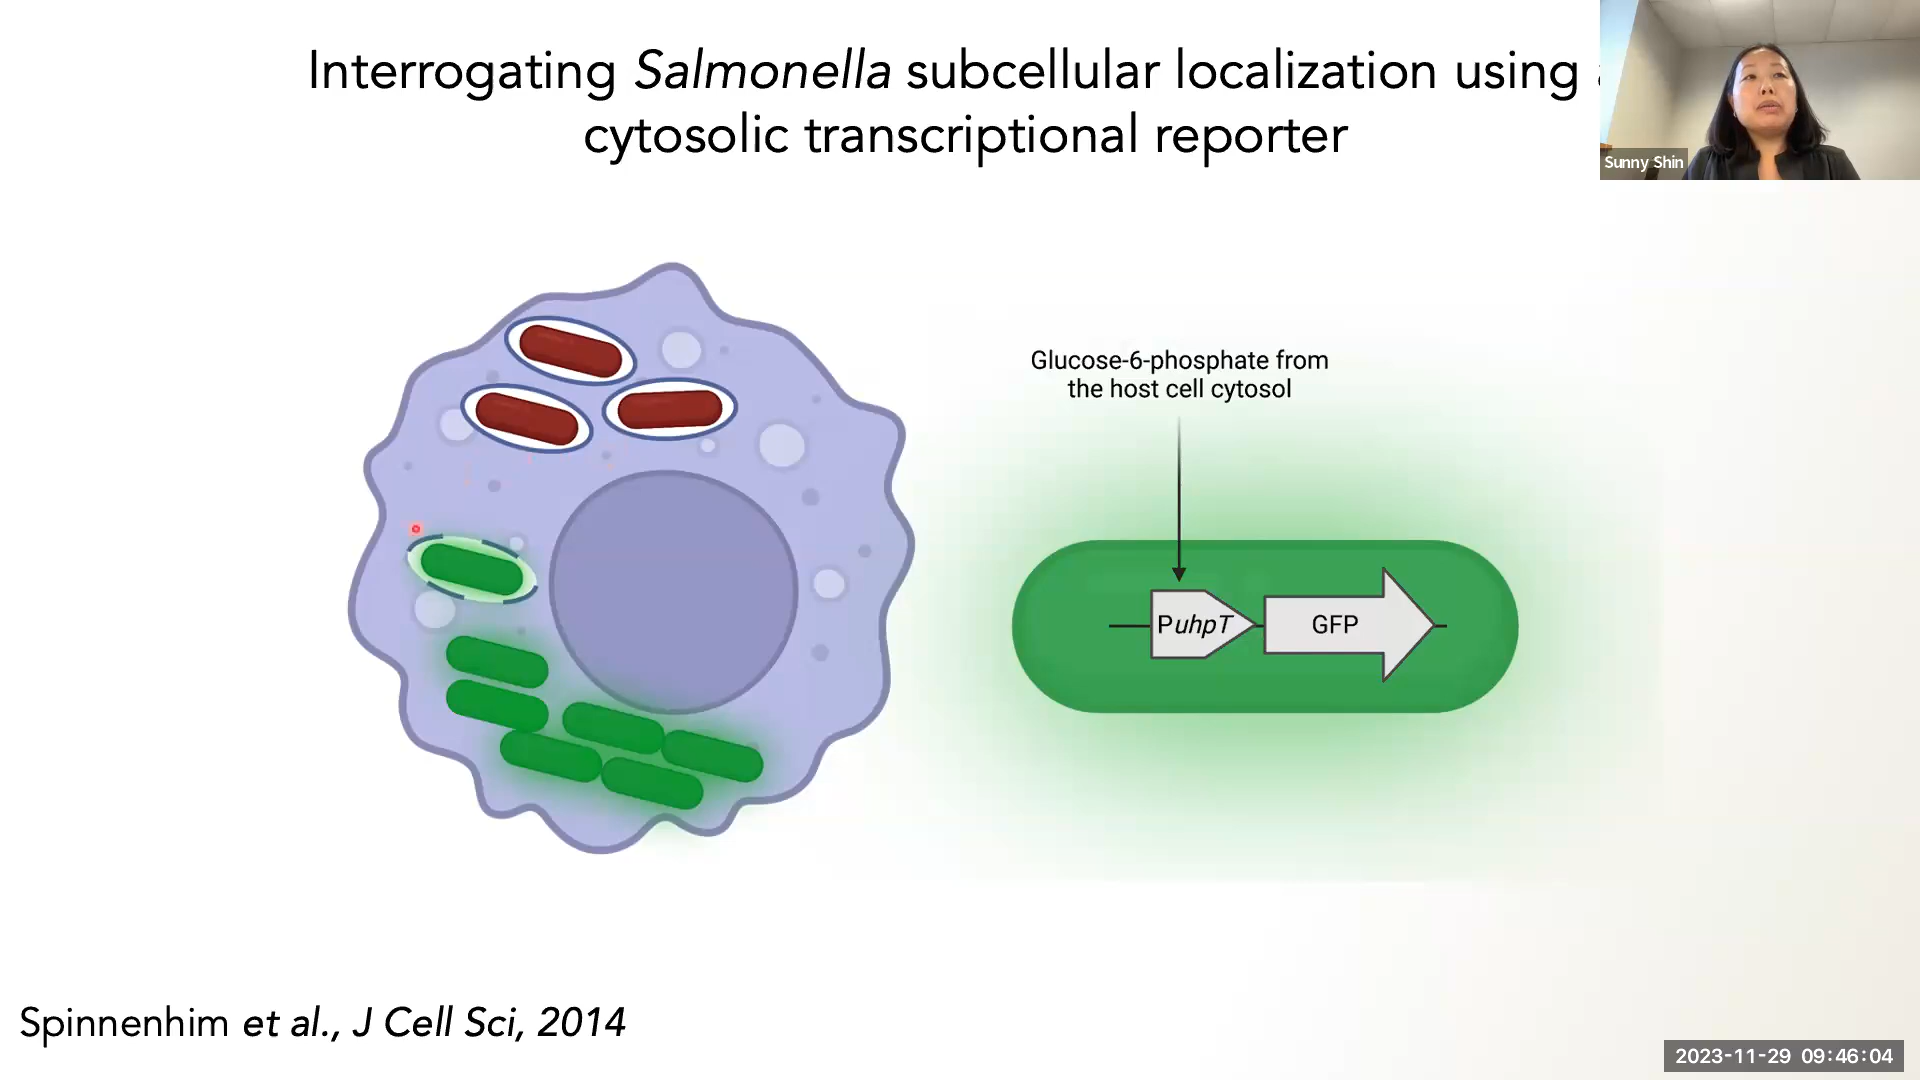 Interrogating Salmonella subcellular localization using
cytosolic transcriptional reporter
Sunny Shin
Glucose-6-phosphate from
the host cell cytosol
PuhpT
GFP
Spinnenhim et al., J Cell Sci, 2014
2023-11-29 09:46:04